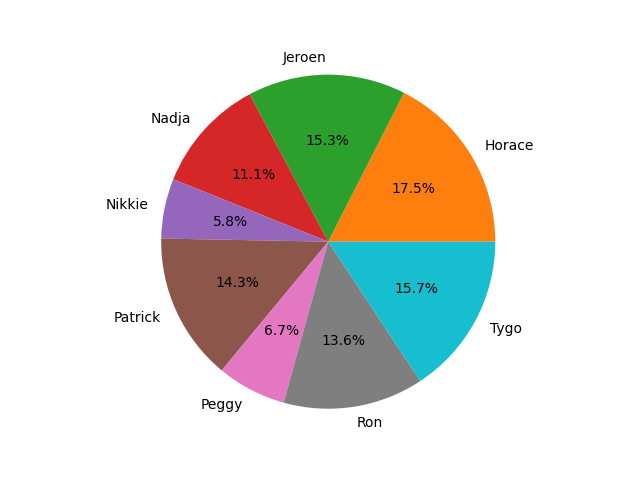 Jeroen
Nadja
Horace
15.3%
11.1%
17.5%
Nikkie
5.8%
14.3%
15.7%
Patrick
6.7%
13.6%
Tygo
Peggy
Ron